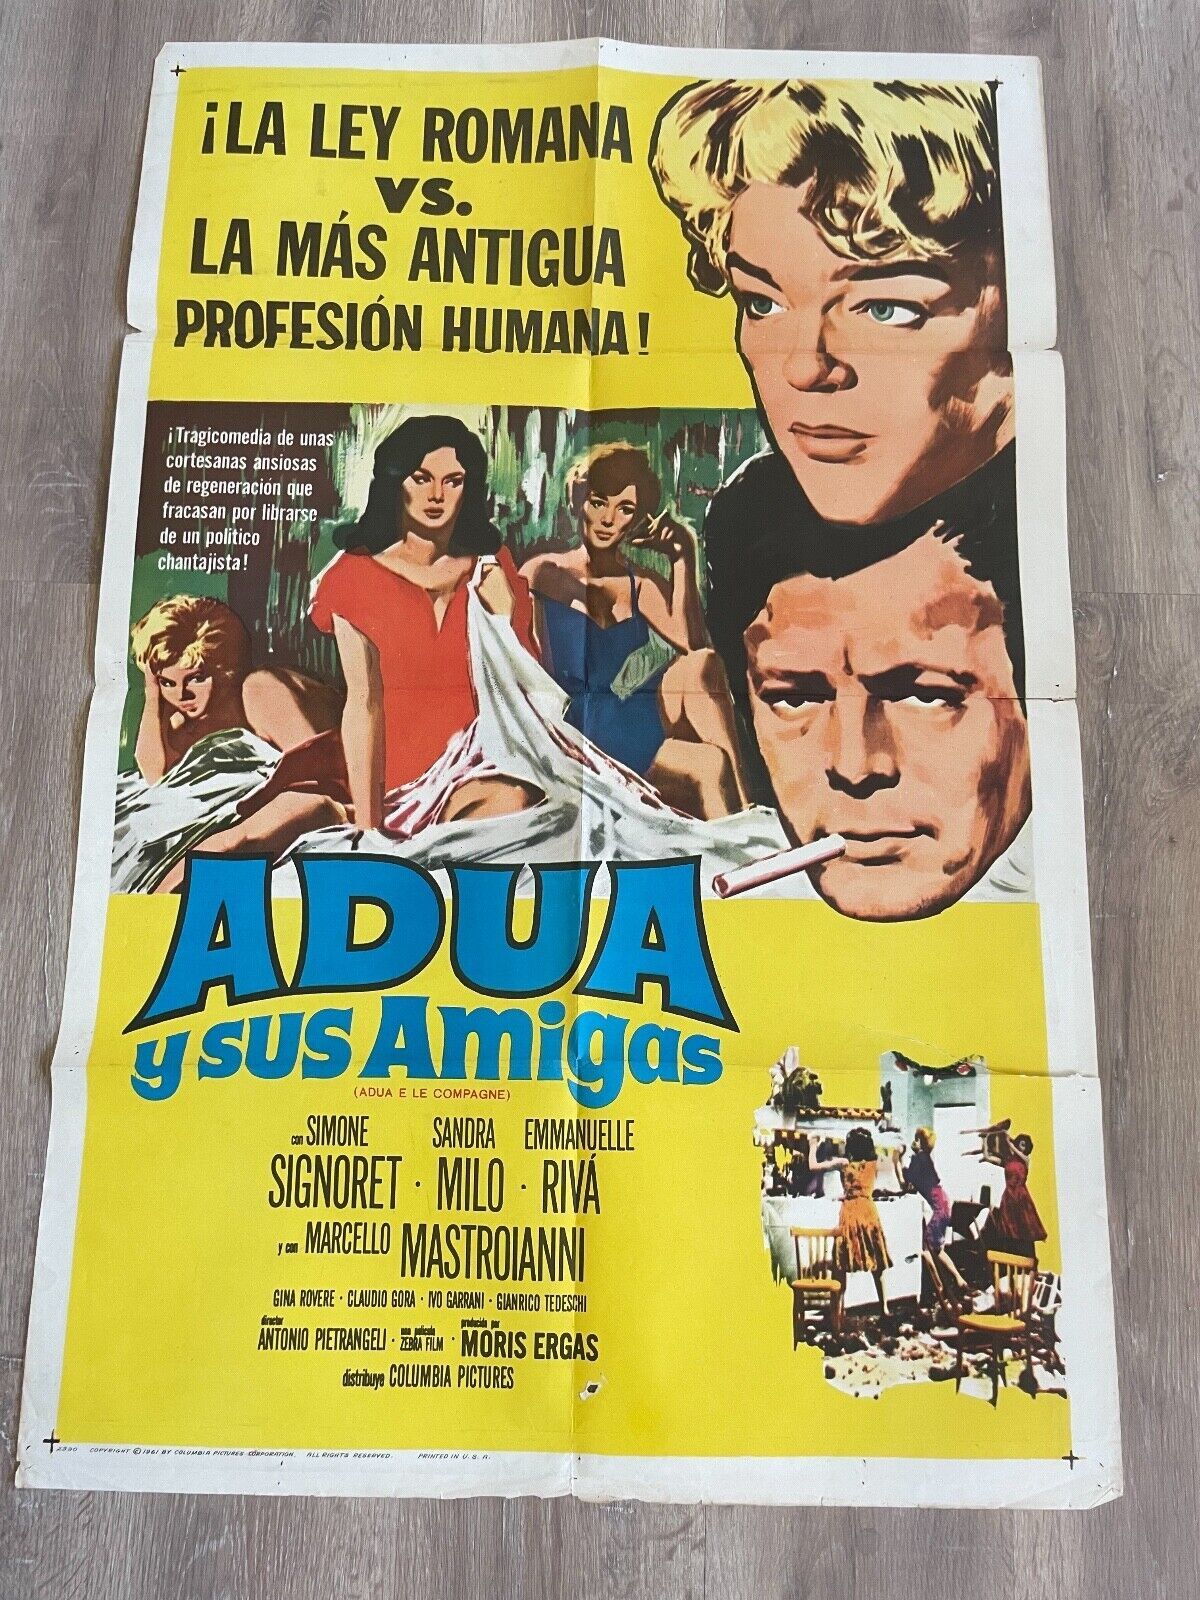 ¡LA LEY ROMANA
VS.
LA MÁS ANTIGUA
PROFESIÓN HUMANA!
¡Tragicomedia de unas
cortesanas ansiosas
de regeneración que
fracasan por librarse
de un político
chantajista!
ADUA
y sus Amigas
(ADUA E LE COMPAGNE)
con SIMONE SANDRA EMMANUELLE
SIGNORET · MILO · RIVÁ
y con MARCELLO MASTROIANNI
GINA ROVERE · CLAUDIO GORA · IVO GARRANI · GIANRICO TEDESCHI
director una película producida por
ANTONIO PIETRANGELI · ZEBRA FILM · MORIS ERGAS
distribuye COLUMBIA PICTURES
2390 COPYRIGHT © 1961 BY COLUMBIA PICTURES CORPORATION. ALL RIGHTS RESERVED. PRINTED IN U.S.A.